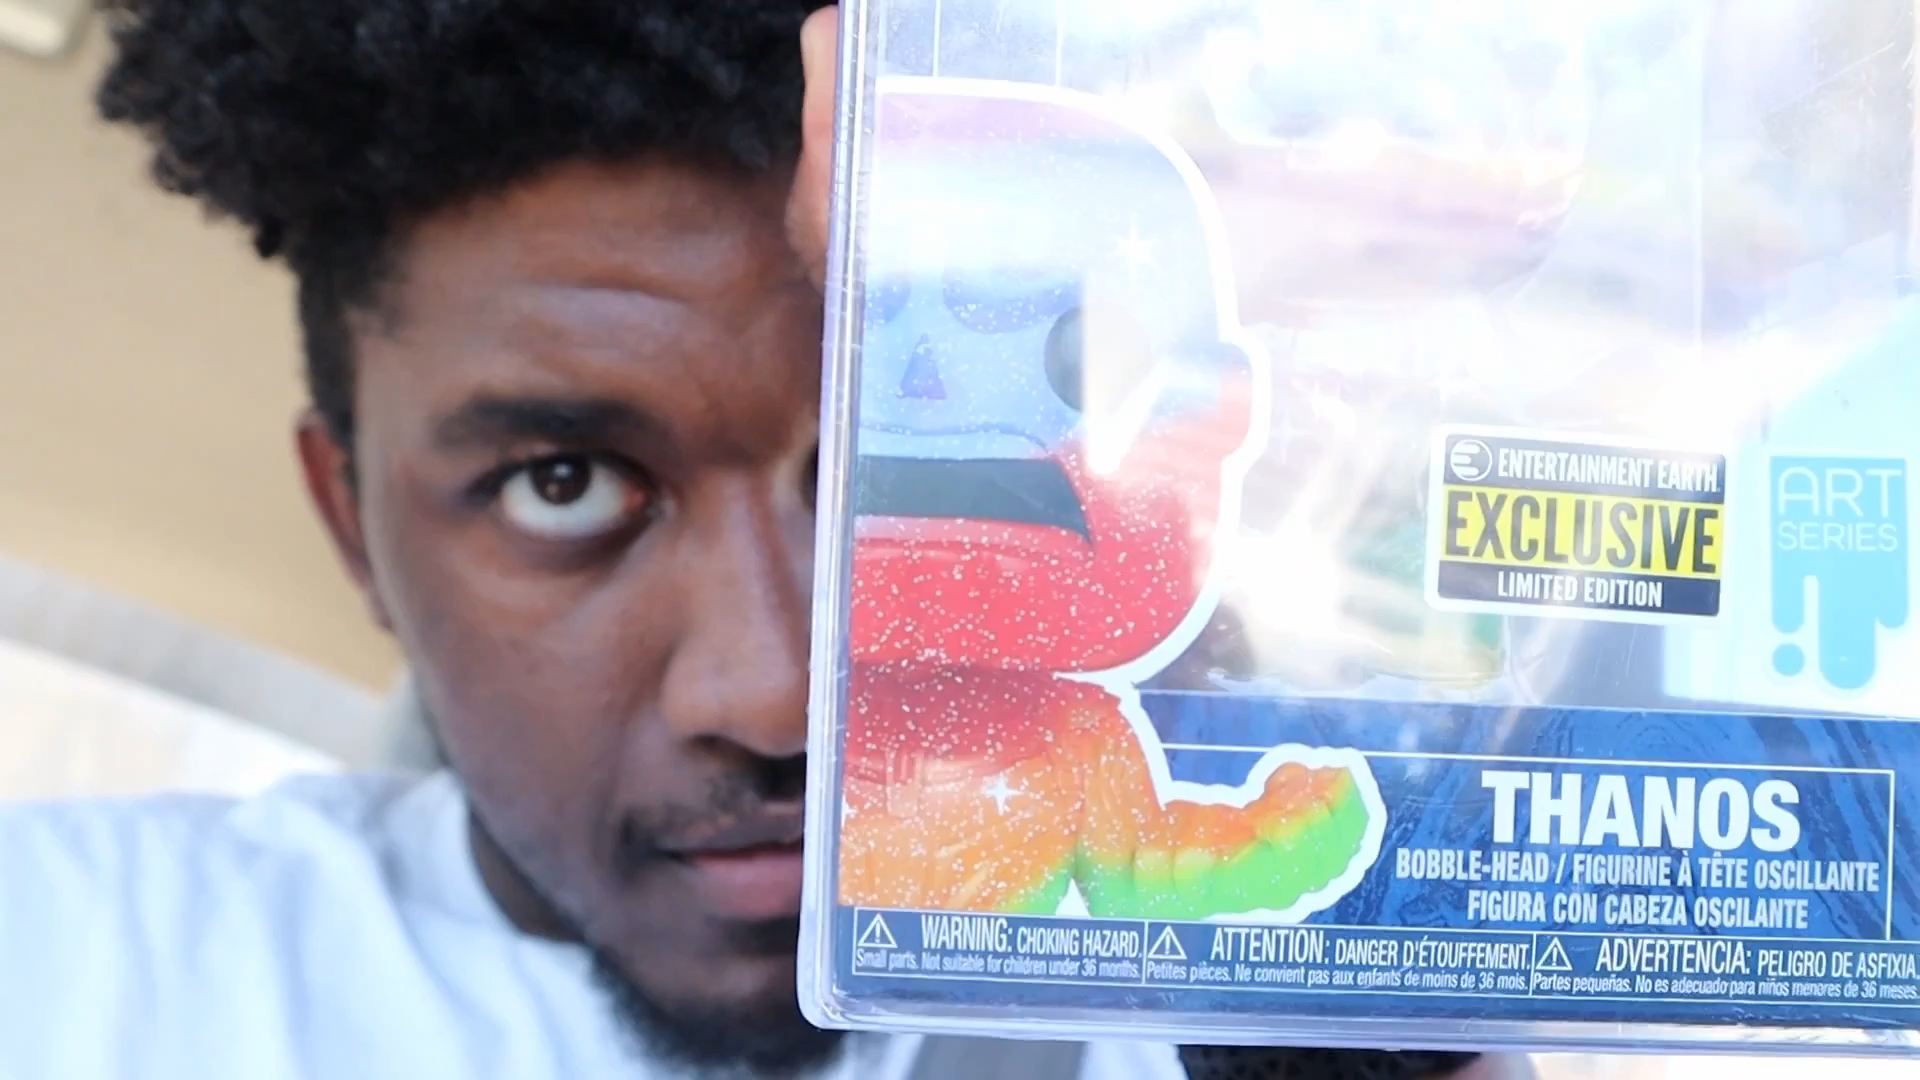 ENTERTAINMENT EARTH
EXCLUSIVE
LIMITED EDITION
ART
SERIES
THANOS
BOBBLE-HEAD / FIGURINE À TÊTE OSCILLANTE
FIGURA CON CABEZA OSCILANTE
WARNING: CHOKING HAZARD.
Small parts. Not suitable for children under 36 months.
ATTENTION: DANGER D'ÉTOUFFEMENT.
Petites pièces. Ne convient pas aux enfants de moins de 36 mois.
ADVERTENCIA: PELIGRO DE ASFIXIA.
Partes pequeñas. No es adecuado para niños menores de 36 meses.